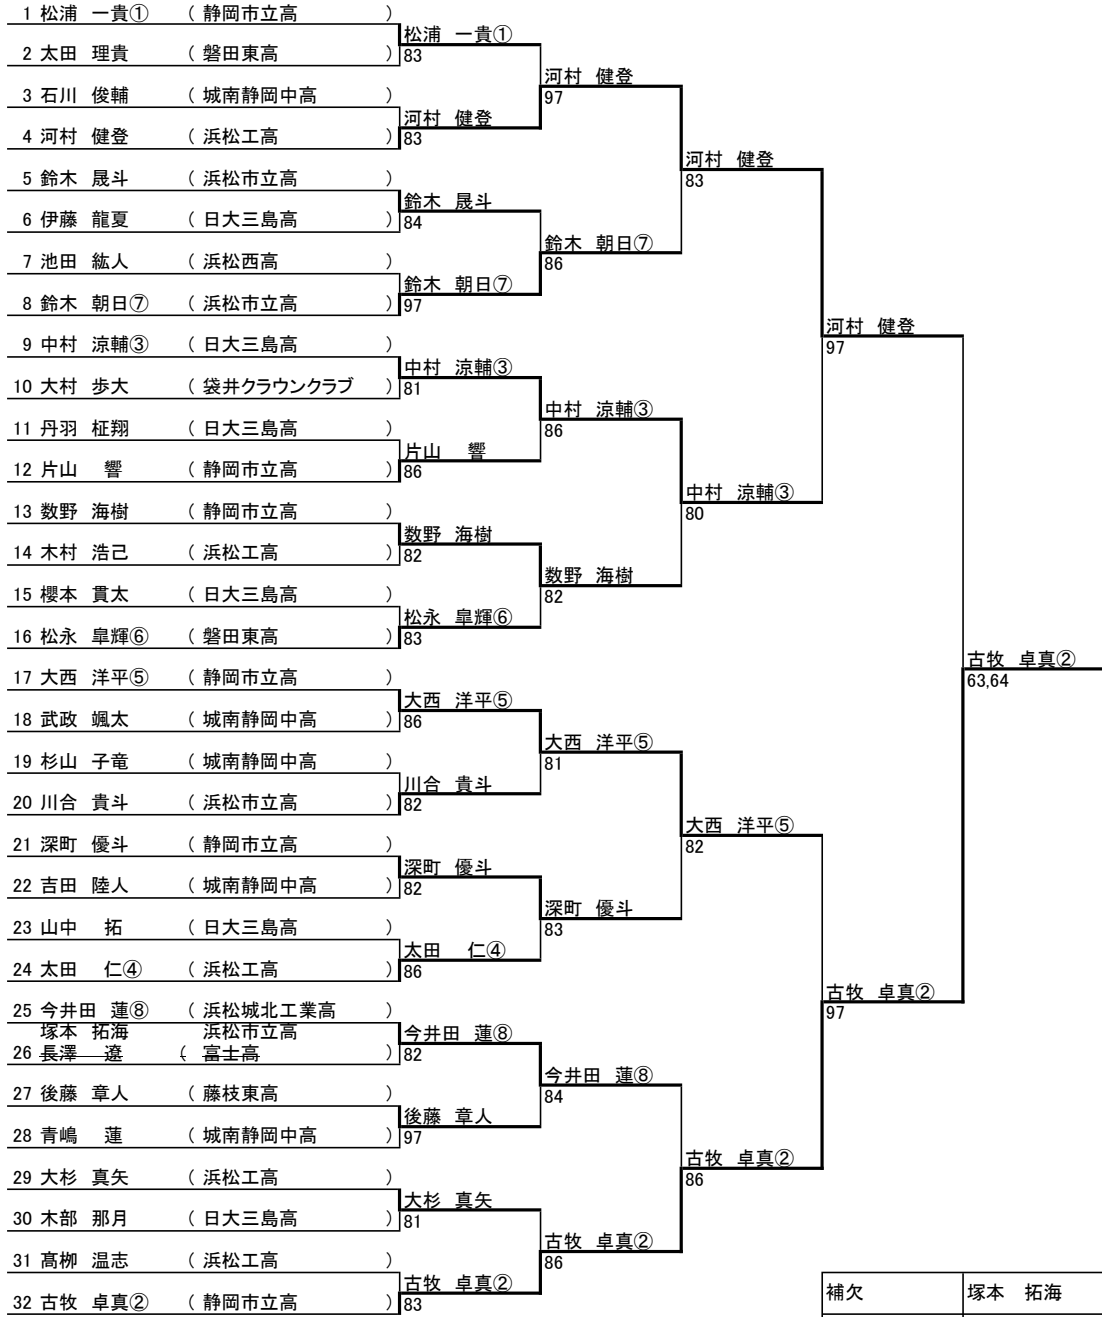 1 松浦 一貴① ( 静岡市立高 )
2 太田 理貴 ( 磐田東高 )
3 石川 俊輔 ( 城南静岡中高 )
4 河村 健登 ( 浜松工高 )
5 鈴木 晟斗 ( 浜松市立高 )
6 伊藤 龍夏 ( 日大三島高 )
7 池田 紘人 ( 浜松西高 )
8 鈴木 朝日⑦ ( 浜松市立高 )
9 中村 涼輔③ ( 日大三島高 )
10 大村 歩大 ( 袋井クラウンクラブ )
11 丹羽 柾翔 ( 日大三島高 )
12 片山 響 ( 静岡市立高 )
13 数野 海樹 ( 静岡市立高 )
14 木村 浩己 ( 浜松工高 )
15 櫻本 貫太 ( 日大三島高 )
16 松永 皐輝⑥ ( 磐田東高 )
17 大西 洋平⑤ ( 静岡市立高 )
18 武政 颯太 ( 城南静岡中高 )
19 杉山 子竜 ( 城南静岡中高 )
20 川合 貴斗 ( 浜松市立高 )
21 深町 優斗 ( 静岡市立高 )
22 吉田 陸人 ( 城南静岡中高 )
23 山中 拓 ( 日大三島高 )
24 太田 仁④ ( 浜松工高 )
25 今井田 蓮⑧ ( 浜松城北工業高 )
塚本 拓海 浜松市立高
26 長澤 遼 ( 富士高 )
27 後藤 章人 ( 藤枝東高 )
28 青嶋 蓮 ( 城南静岡中高 )
29 大杉 真矢 ( 浜松工高 )
30 木部 那月 ( 日大三島高 )
31 髙栁 温志 ( 浜松工高 )
32 古牧 卓真② ( 静岡市立高 )
松浦 一貴①
83
河村 健登
83
鈴木 晟斗
84
鈴木 朝日⑦
97
中村 涼輔③
81
片山 響
86
数野 海樹
82
松永 皐輝⑥
83
大西 洋平⑤
86
川合 貴斗
82
深町 優斗
82
太田 仁④
86
今井田 蓮⑧
82
後藤 章人
97
大杉 真矢
81
古牧 卓真②
83
河村 健登
97
鈴木 朝日⑦
86
中村 涼輔③
86
数野 海樹
82
大西 洋平⑤
81
深町 優斗
83
今井田 蓮⑧
84
古牧 卓真②
86
河村 健登
83
中村 涼輔③
80
大西 洋平⑤
82
古牧 卓真②
86
河村 健登
97
古牧 卓真②
97
古牧 卓真②
63,64
補欠 塚本 拓海